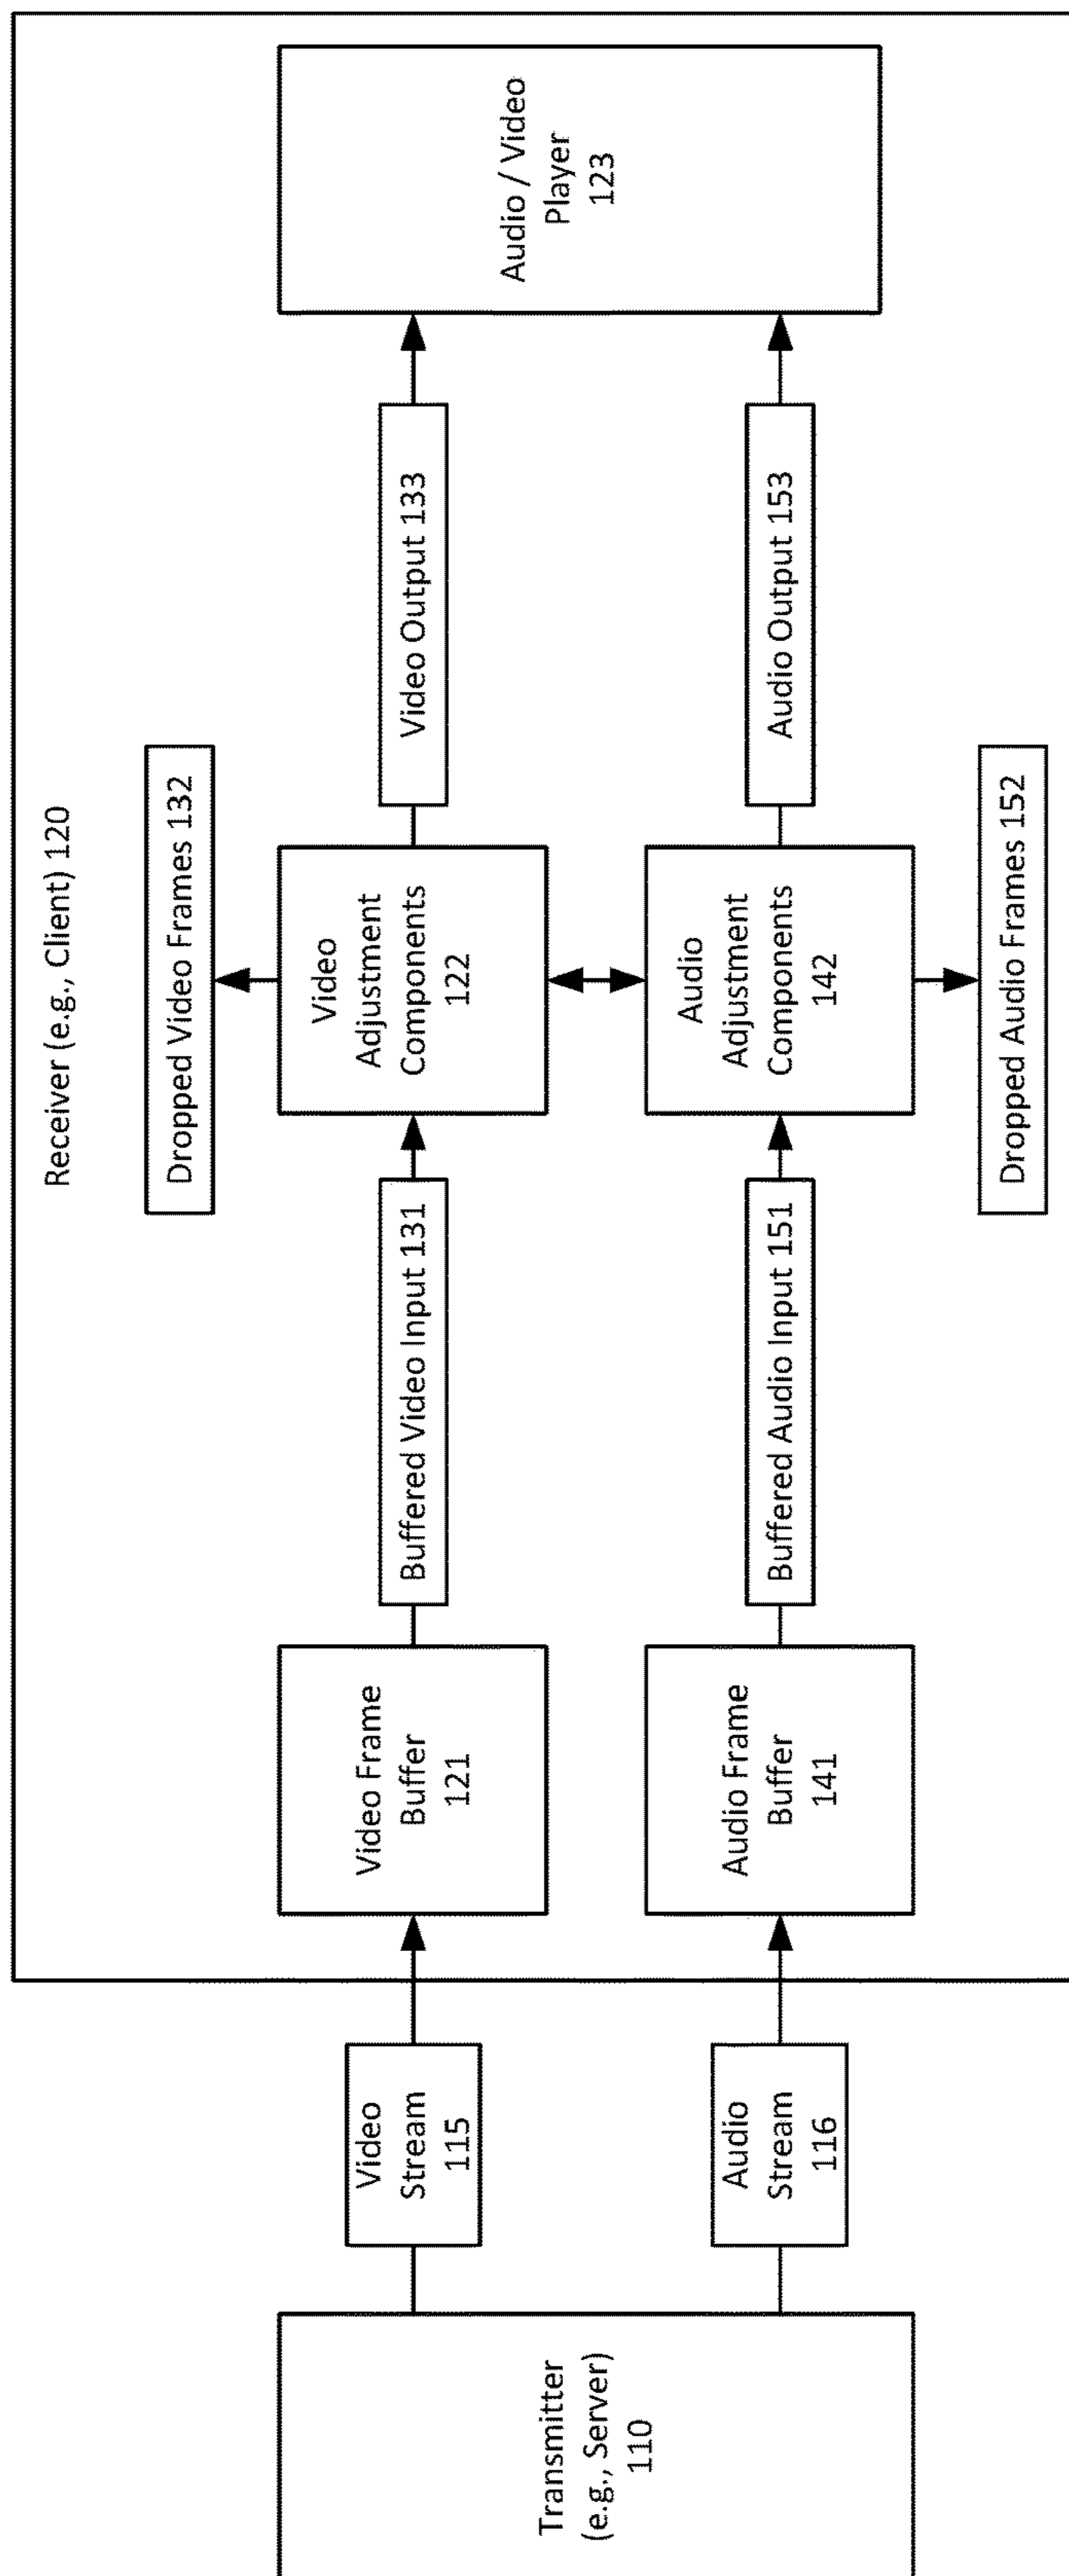 Receiver (e.g., Client) 120
Dropped Video Frames 132
Transmitter
(e.g., Server)
110
Video
Stream
115
Video Frame
Buffer
121
Buffered Video Input 131
Video
Adjustment
Components
122
Video Output 133
Audio / Video
Player
123
Audio
Stream
116
Audio Frame
Buffer
141
Buffered Audio Input 151
Audio
Adjustment
Components
142
Audio Output 153
Dropped Audio Frames 152